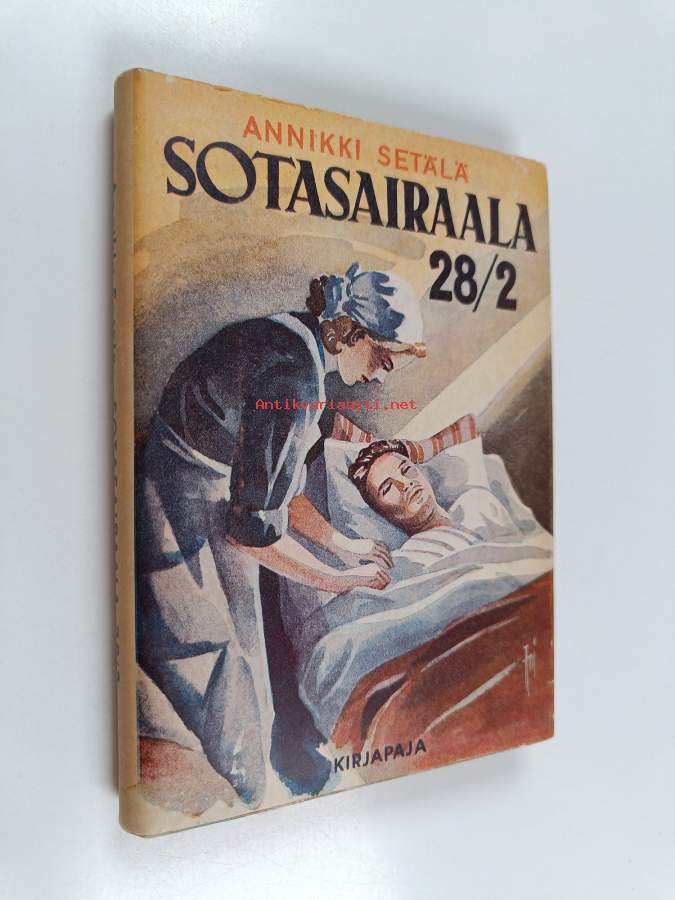 ANNIKKI SETÄLÄ
SOTASAIRAALA
28/2
Antikvariaatti.net
KIRJAPAJA